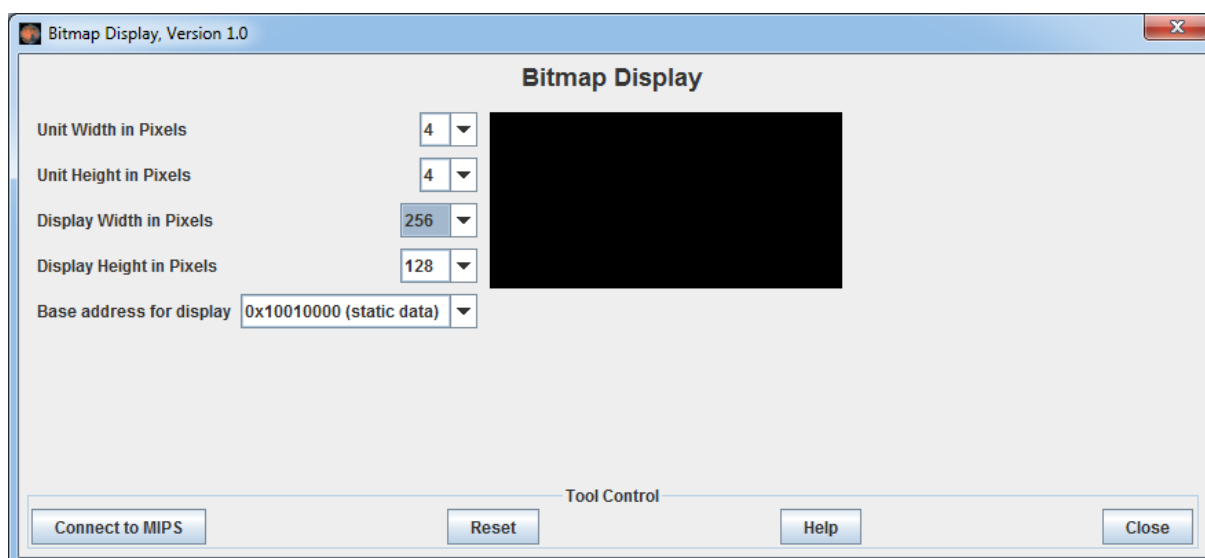 Bitmap Display, Version 1.0
X
Bitmap Display
Unit Width in Pixels 4
Unit Height in Pixels 4
Display Width in Pixels 256
Display Height in Pixels 128
Base address for display 0x10010000 (static data)
Tool Control
Connect to MIPS Reset Help Close